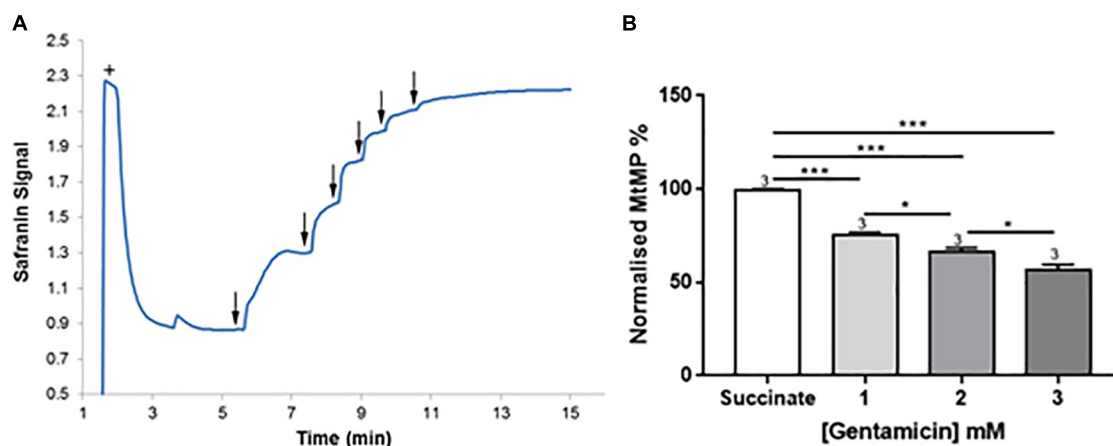 A
Safranin Signal
2.5
2.3
2.1
1.9
1.7
1.5
1.3
1.1
0.9
0.7
0.5
+
1 3 5 7 9 11 13 15
Time (min)
B
Normalised MtMP %
150
100
50
0
***
***
***
* *
3 3 3 3
Succinate 1 2 3
[Gentamicin] mM